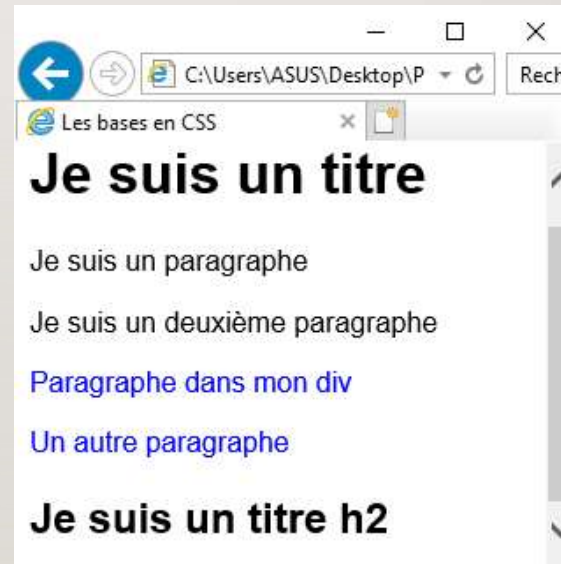 C:\Users\ASUS\Desktop\P
Rech
Les bases en CSS
Je suis un titre
Je suis un paragraphe
Je suis un deuxième paragraphe
Paragraphe dans mon div
Un autre paragraphe
Je suis un titre h2